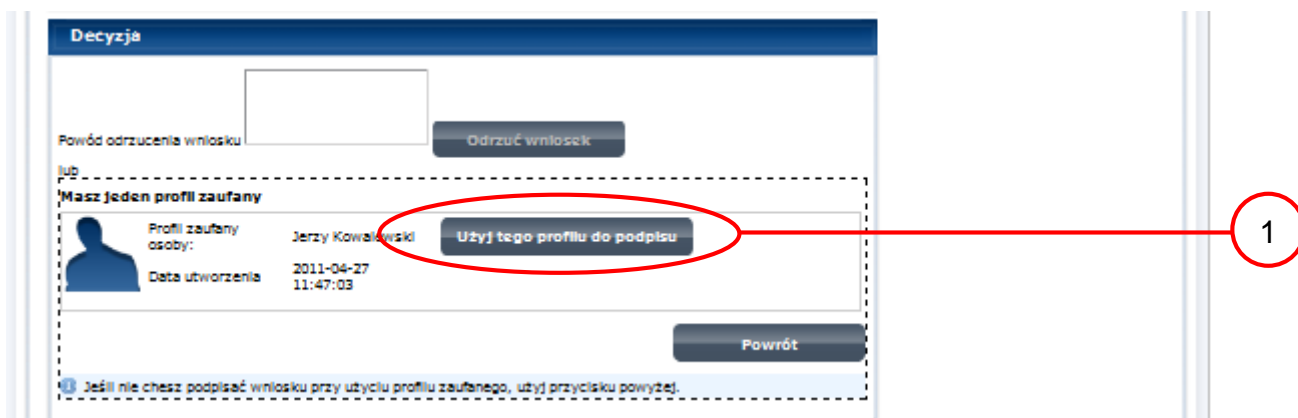 Decyzja
Powód odrzucenia wniosku
Odrzuć wniosek
lub
Masz jeden profil zaufany
Profil zaufany
osoby:
Jerzy Kowalewski
Użyj tego profilu do podpisu
1
Data utworzenia
2011-04-27
11:47:03
Powrót
Jeśli nie chesz podpisać wniosku przy użyciu profilu zaufanego, użyj przycisku powyżej.